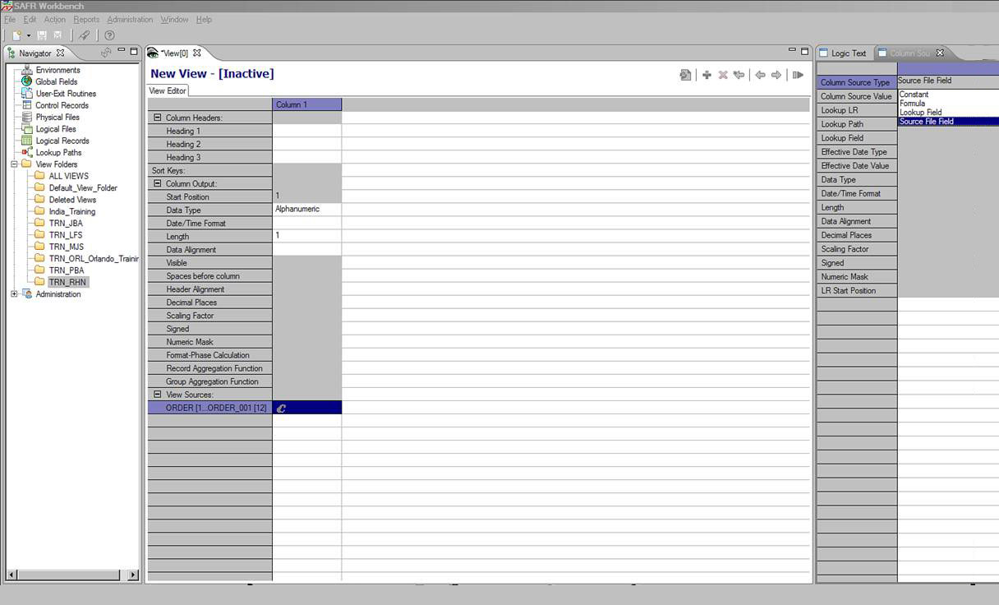 SAFR Workbench
File Edit Action Reports Administration Window Help
Navigator
Environments
Global Fields
User-Exit Routines
Control Records
Physical Files
Logical Files
Logical Records
Lookup Paths
View Folders
ALL VIEWS
Default_View_Folder
Deleted Views
India_Training
TRN_JBA
TRN_LFS
TRN_MJS
TRN_ORL_Orlando_Trainin
TRN_PBA
TRN_RHN
Administration
*View[0]
New View - [Inactive]
View Editor
Column 1
Column Headers:
Heading 1
Heading 2
Heading 3
Sort Keys:
Column Output:
Start Position 1
Data Type Alphanumeric
Date/Time Format
Length 1
Data Alignment
Visible
Spaces before column
Header Alignment
Decimal Places
Scaling Factor
Signed
Numeric Mask
Format-Phase Calculation
Record Aggregation Function
Group Aggregation Function
View Sources:
ORDER [1...ORDER_001 [12] C
Logic Text Column Sou
Column Source Type Source File Field
Column Source Value
Lookup LR
Lookup Path
Lookup Field
Effective Date Type
Effective Date Value
Data Type
Date/Time Format
Length
Data Alignment
Decimal Places
Scaling Factor
Signed
Numeric Mask
LR Start Position
Constant
Formula
Lookup Field
Source File Field